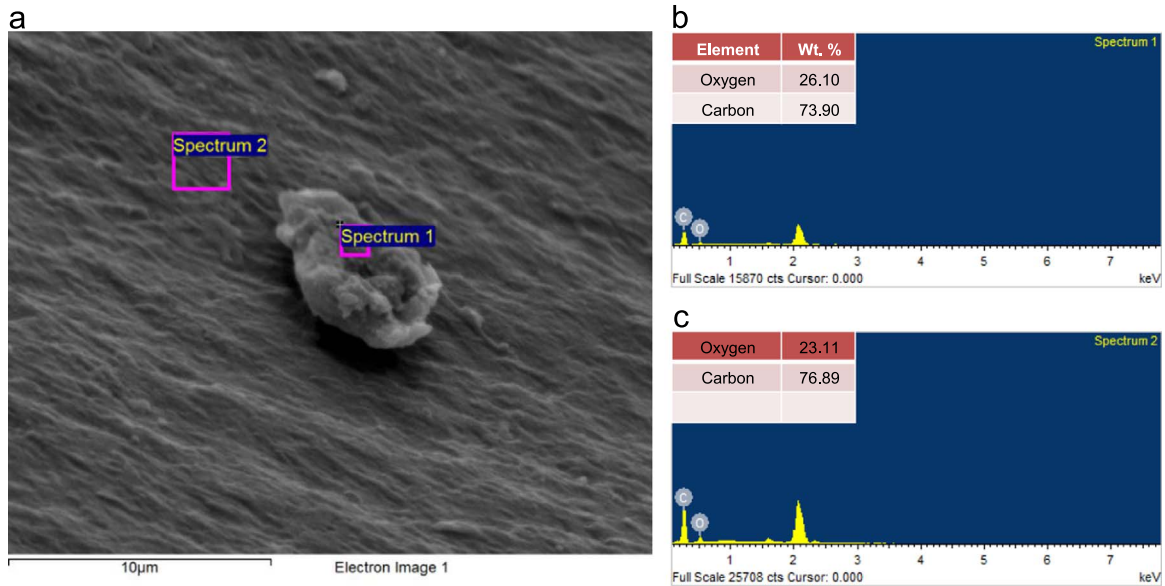 a
Spectrum 2
Spectrum 1
10µm
Electron Image 1
b
Element Wt. %
Oxygen 26.10
Carbon 73.90
Spectrum 1
C
O
1 2 3 4 5 6 7
Full Scale 15870 cts Cursor: 0.000 keV
c
Oxygen 23.11
Carbon 76.89
Spectrum 2
C
O
1 2 3 4 5 6 7
Full Scale 25708 cts Cursor: 0.000 keV